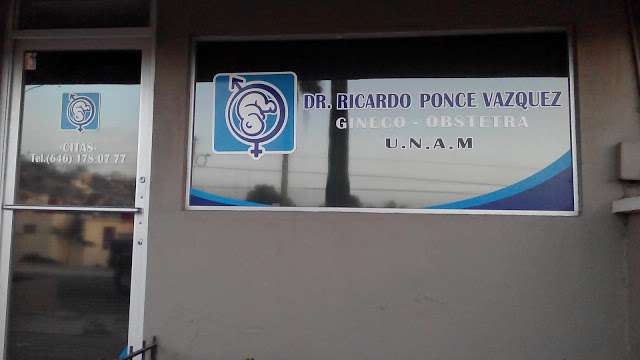 -CITAS-
Tel.(646) 178-07-77
DR. RICARDO PONCE VAZQUEZ
GINECO - OBSTETRA
U.N.A.M